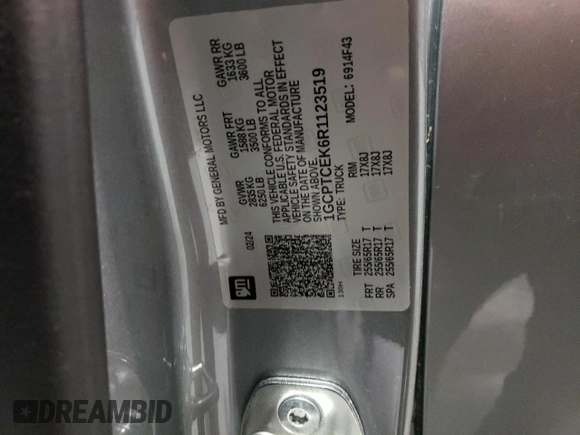 MFD BY GENERAL MOTORS LLC
02/24
GVWR GAWR FRT GAWR RR
2835 KG 1588 KG 1633 KG
6250 LB 3500 LB 3600 LB
THIS VEHICLE CONFORMS TO ALL
APPLICABLE U.S. FEDERAL MOTOR
VEHICLE SAFETY STANDARDS IN EFFECT
ON THE DATE OF MANUFACTURE
SHOWN ABOVE.
1GCPTCEK6R1123519
TYPE: TRUCK MODEL: 6914F43
TIRE SIZE RIM
FRT 255/65R17 T 17X8J
RR 255/65R17 T 17X8J
SPA 255/65R17 T 17X8J
gm
DREAMBID